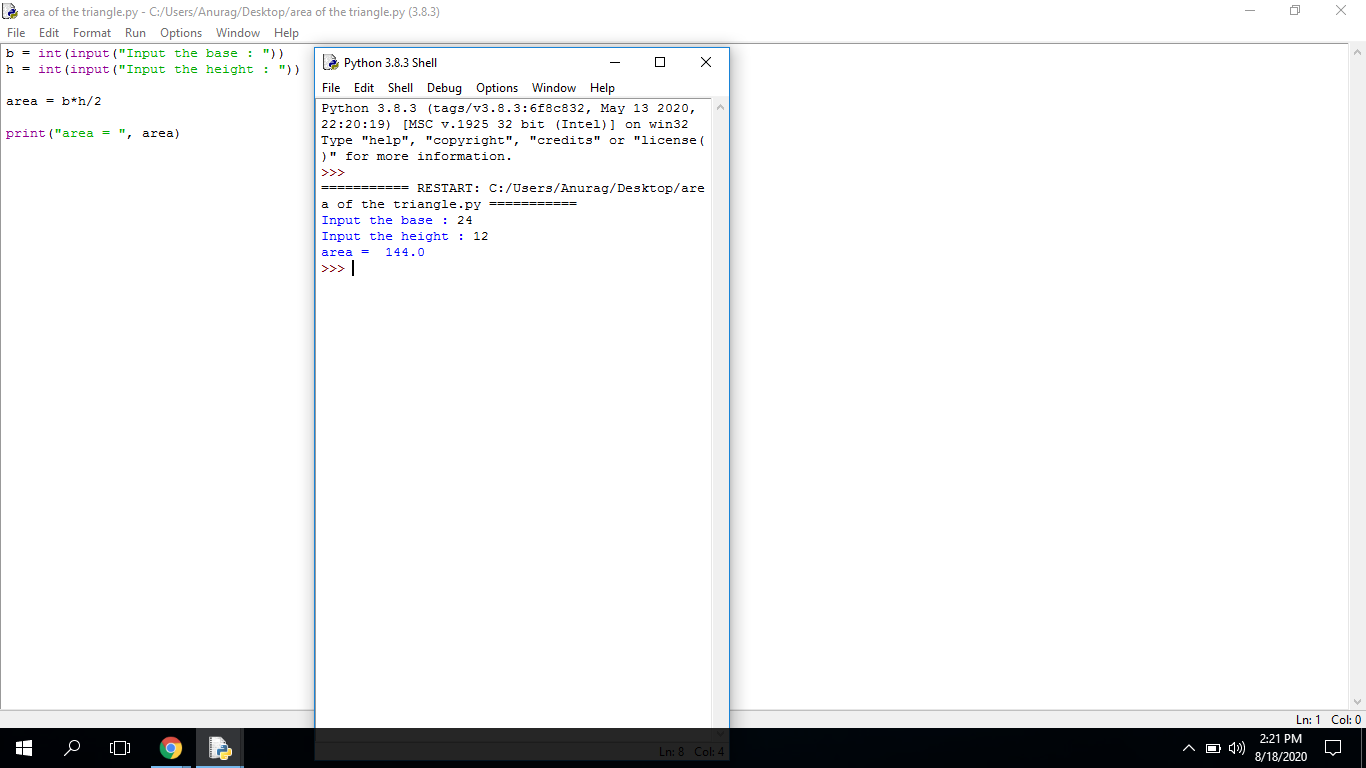 area of the triangle.py - C:/Users/Anurag/Desktop/area of the triangle.py (3.8.3)
File Edit Format Run Options Window Help
b = int(input("Input the base : "))
h = int(input("Input the height : "))
area = b*h/2
print("area = ", area)
Python 3.8.3 Shell
File Edit Shell Debug Options Window Help
Python 3.8.3 (tags/v3.8.3:6f8c832, May 13 2020,
22:20:19) [MSC v.1925 32 bit (Intel)] on win32
Type "help", "copyright", "credits" or "license(
)" for more information.
>>>
=========== RESTART: C:/Users/Anurag/Desktop/are
a of the triangle.py ===========
Input the base : 24
Input the height : 12
area =  144.0
>>>
Ln: 1 Col: 0
Ln: 8 Col: 4
2:21 PM
8/18/2020